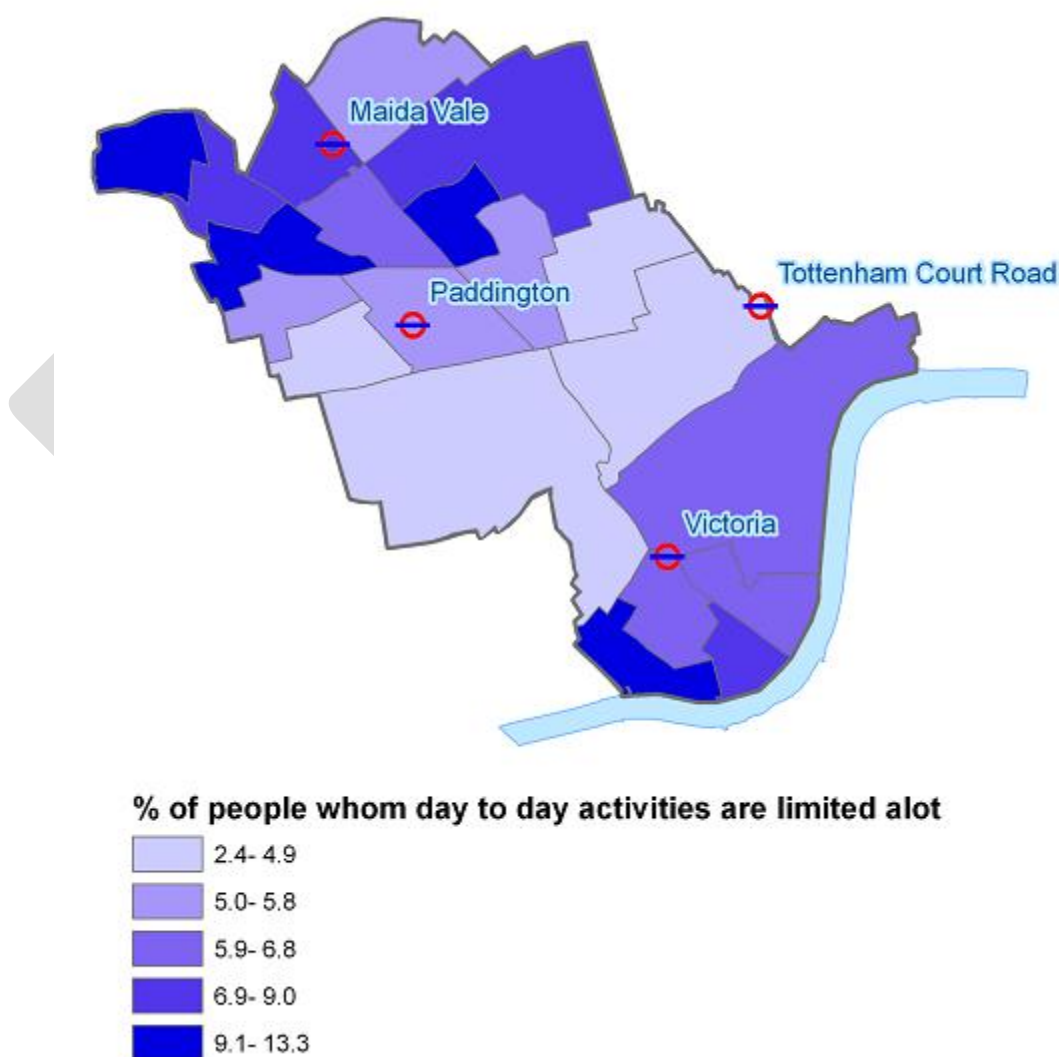 Maida Vale
Tottenham Court Road
Paddington
Victoria
% of people whom day to day activities are limited alot
2.4- 4.9
5.0- 5.8
5.9- 6.8
6.9- 9.0
9.1- 13.3